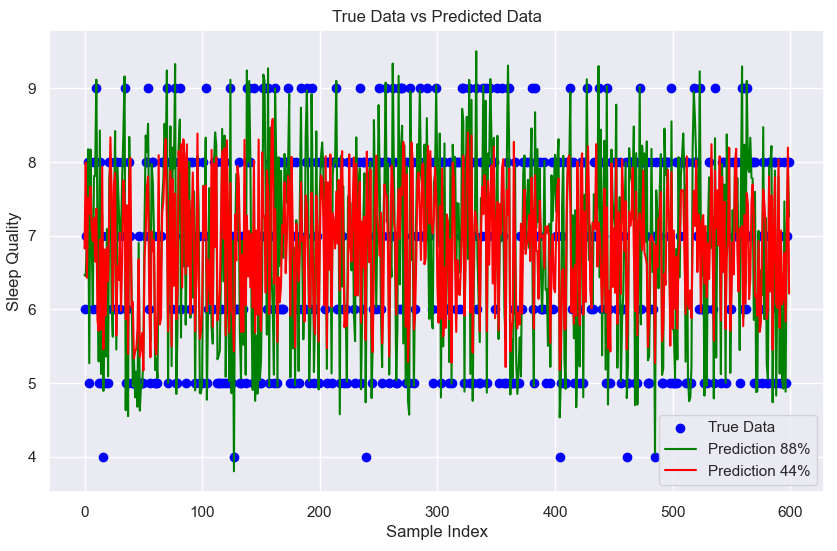 True Data vs Predicted Data
9
8
7
6
5
4
Sleep Quality
0 100 200 300 400 500 600
Sample Index
True Data
Prediction 88%
Prediction 44%